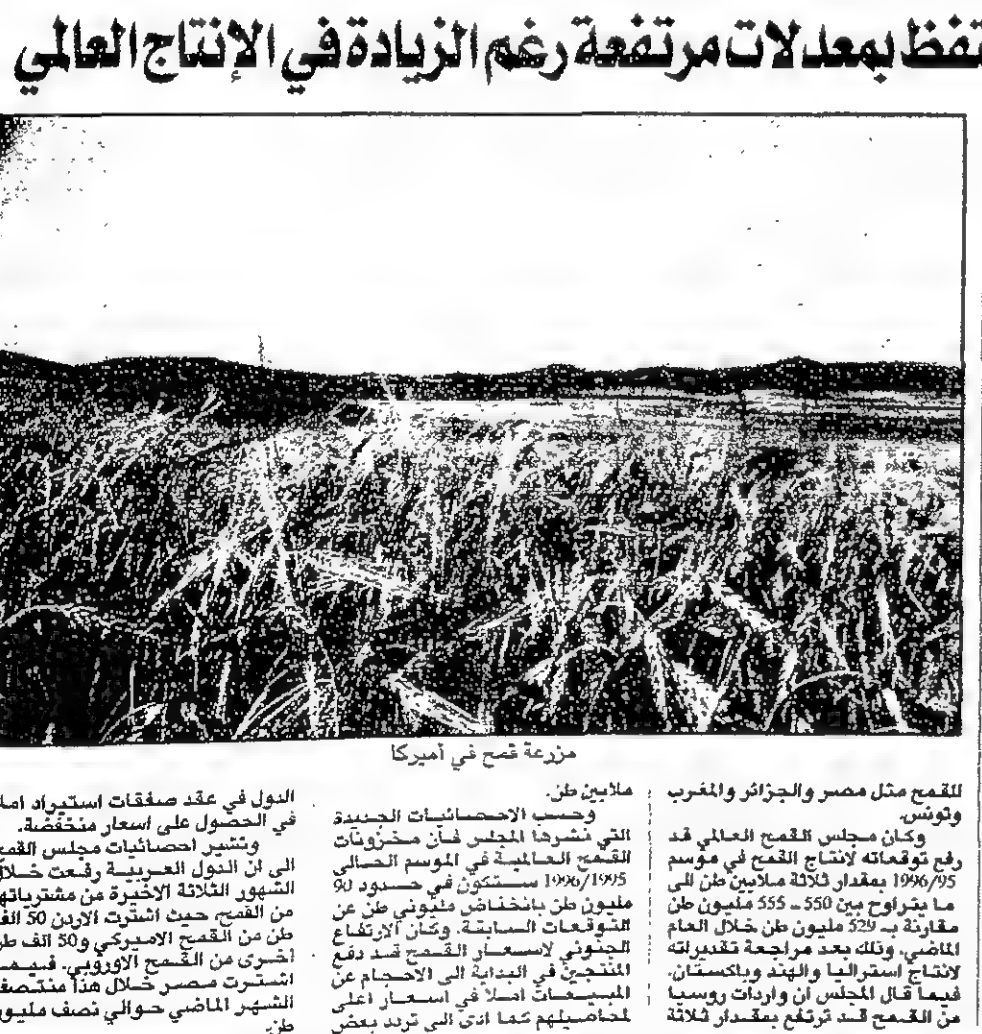 تفظ بمعدلات مرتفعة رغم الزيادة في الإنتاج العالمي
مزرعة قمح في أميركا
للقمح مثل مصر والجزائر والمغرب
وتونس.
وكان مجلس القمح العالمي قد
رفع توقعاته لانتاج القمح في موسم
1996/95 بمقدار ثلاثة ملايين طن الى
ما يتراوح بين 550 ـ 555 مليون طن
مقارنة بـ 529 مليون طن خلال العام
الماضي، وذلك بعد مراجعة تقديراته
لانتاج استراليا والهند وباكستان.
فيما قال المجلس ان واردات روسيا
من القمح قد ترتفع بمقدار ثلاثة
ملايين طن.
وحسب الاحصائيات الجديدة
التي نشرها المجلس فان مخزونات
القمح العالمية في الموسم الحالي
1996/1995 ستكون في حدود 90
مليون طن بانخفاض مليوني طن عن
التوقعات السابقة. وكان الارتفاع
الجنوني لاسعار القمح قد دفع
المنتجين في البداية الى الاحجام عن
المبيعات املا في اسعار اعلى
لمحاصيلهم كما ادى الى تردد بعض
الدول في عقد صفقات استيراد املا
في الحصول على اسعار منخفضة.
وتشير احصائيات مجلس القمح
الى ان الدول العربية رفعت خلال
الشهور الثلاثة الاخيرة من مشترياتها
من القمح، حيث اشترت الاردن 50 الف
طن من القمح الاميركي و50 الف طن
اخرى من القمح الاوروبي. فيما
اشترت مصر خلال هذا منتصف
الشهر الماضي حوالي نصف مليون
طن.